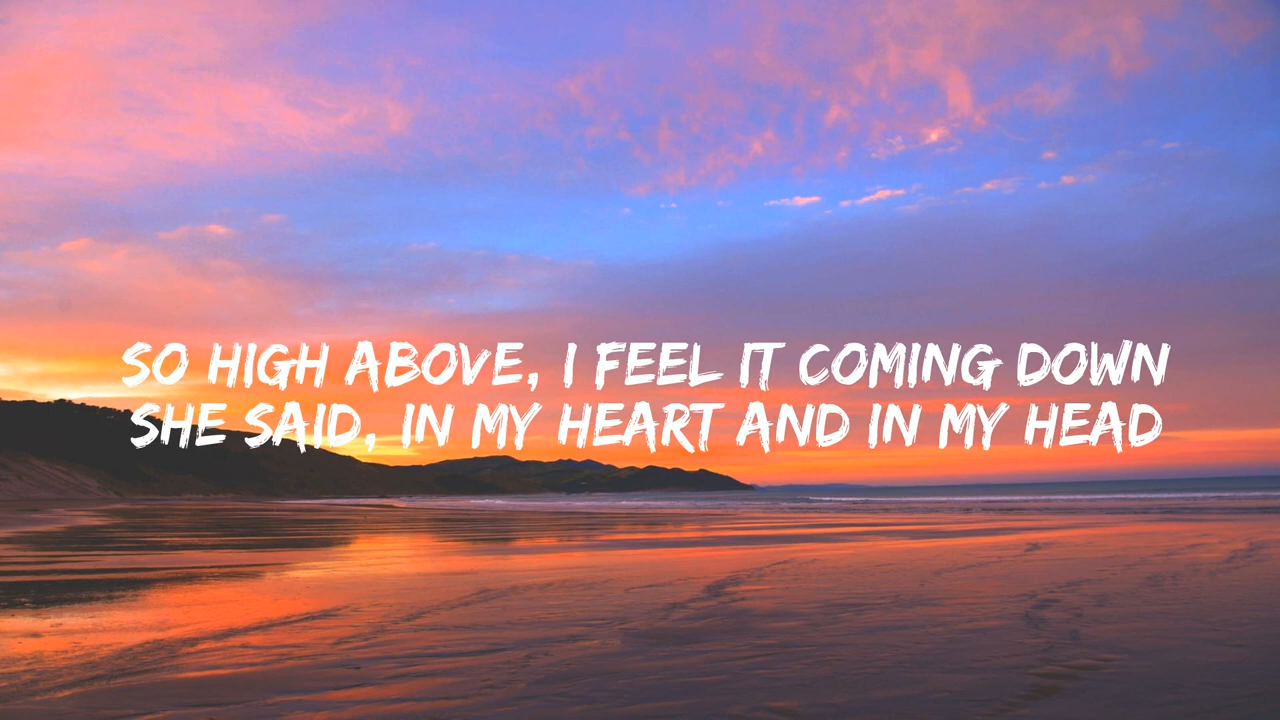 SO HIGH ABOVE, I FEEL IT COMING DOWN
SHE SAID, IN MY HEART AND IN MY HEAD